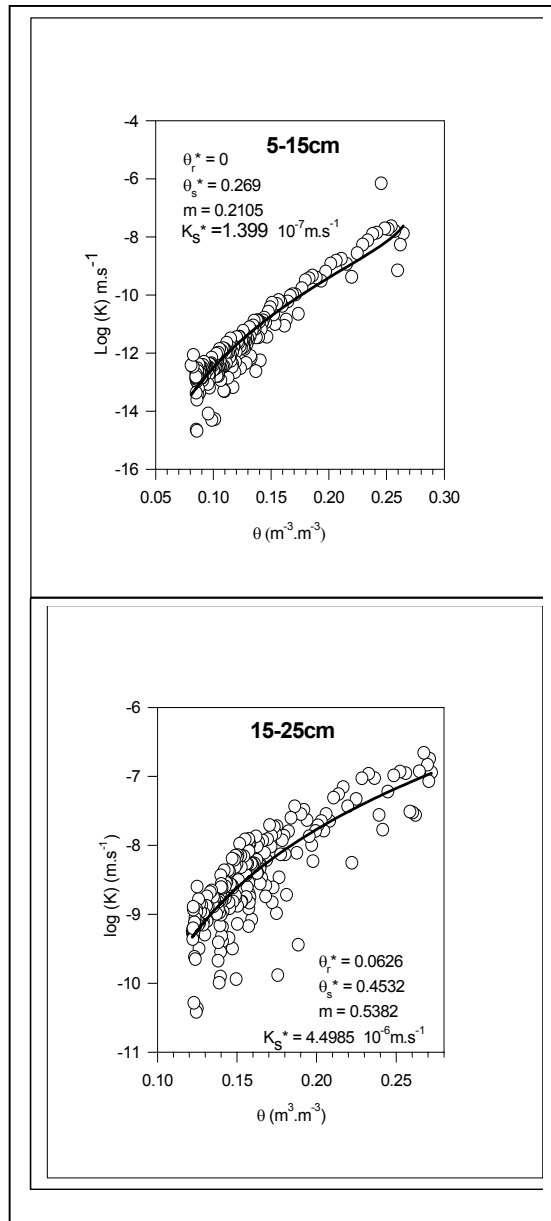 -4
5-15cm
θr* = 0
θs* = 0.269
m = 0.2105
KS* =1.399 10-7m.s-1
-6
-8
-10
-12
-14
-16
Log (K) m.s-1
0.05 0.10 0.15 0.20 0.25 0.30
θ (m-3.m-3)
-6
15-25cm
-7
-8
-9
-10
-11
log (K) (m.s-1)
θr* = 0.0626
θs* = 0.4532
m = 0.5382
KS* = 4.4985 10-6m.s-1
0.10 0.15 0.20 0.25
θ (m3.m-3)